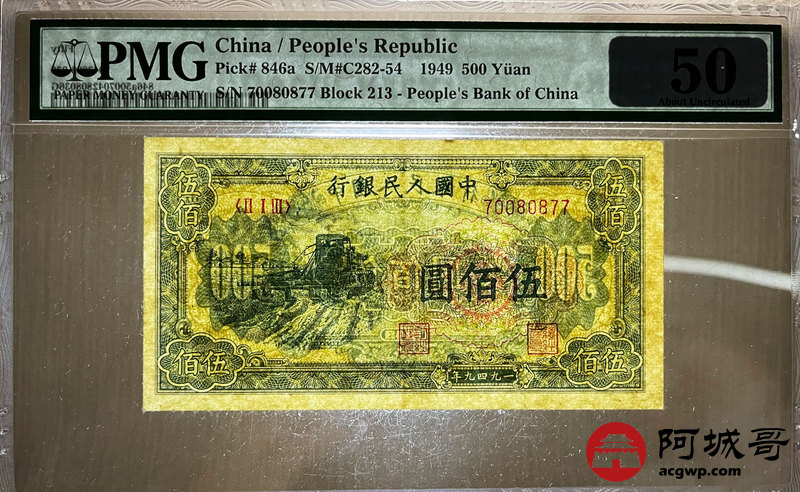 PMG
PAPER MONEY GUARANTY
China / People's Republic
Pick# 846a S/M#C282-54 1949 500 Yüan
S/N 70080877 Block 213 - People's Bank of China
50
About Uncirculated
行銀民人國中
伍佰
伍佰
〈II I III〉
70080877
500
500
圓佰伍
年九四九一
佰伍
佰伍
阿城哥
acgwp.com